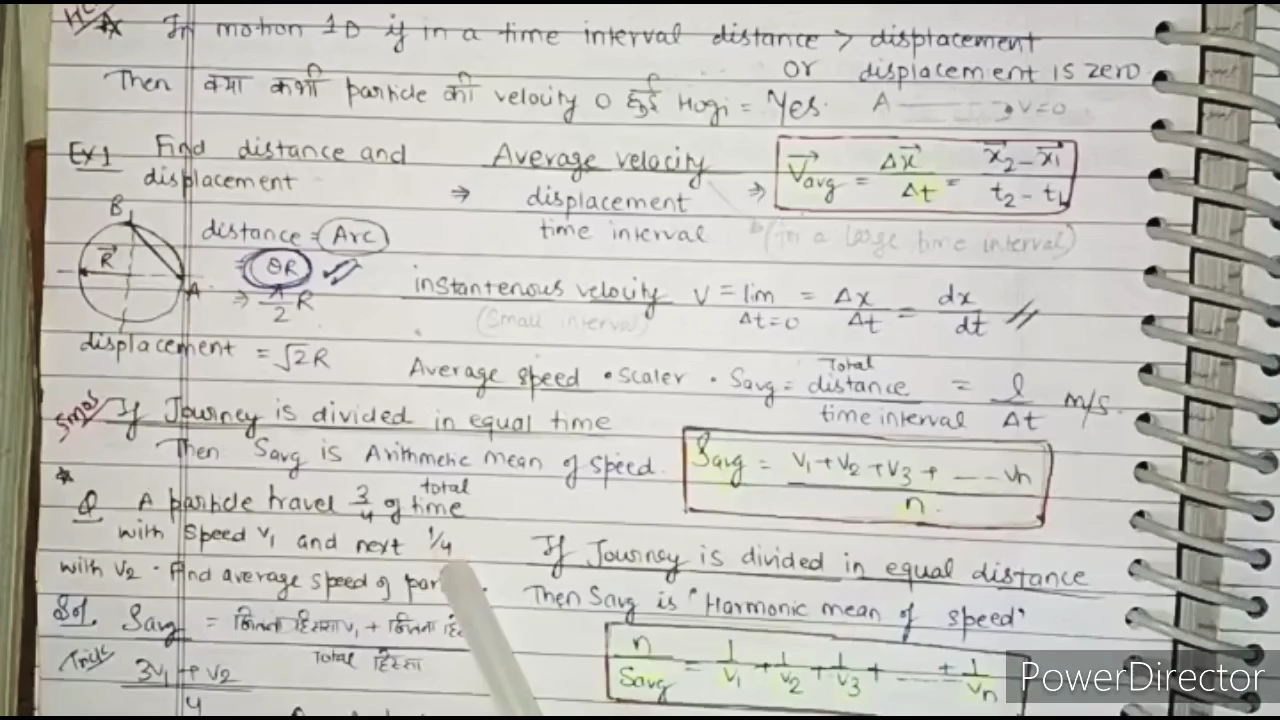 In motion 1D if in a time interval distance > displacement
or displacement is zero
Then क्या कभी particle की velocity 0 हुई Hogi = Yes. A v=0
Ex1 Find distance and
displacement
B
R⃗
A
distance = Arc
= θR
⇒ π/2 R
displacement = √2R
Average velocity
⇒ displacement
time interval
⇒ V⃗avg = Δx⃗/Δt = (x⃗2 - x⃗1)/(t2 - t1)
(in a large time interval)
instantenous velocity V = lim Δt=0 = Δx/Δt = dx/dt //
(Small interval)
Average speed • scaler • Savg = Total distance/time interval = l/Δt m/s.
If Journey is divided in equal time
Then Savg is Arithmetic mean of speed.
Savg = (v1 + v2 + v3 + ---- vn)/n.
Q A particle travel 3/4 of total time
with speed v1 and next 1/4
with v2 . find average speed of par
Sol. Savg = जितना हिस्सा v1 + जितना
Total हिस्सा
Trick (3v1 + v2)/4
If Journey is divided in equal distance
Then Savg is "Harmonic mean of speed"
n/Savg = 1/v1 + 1/v2 + 1/v3 + ---- + 1/vn
PowerDirector